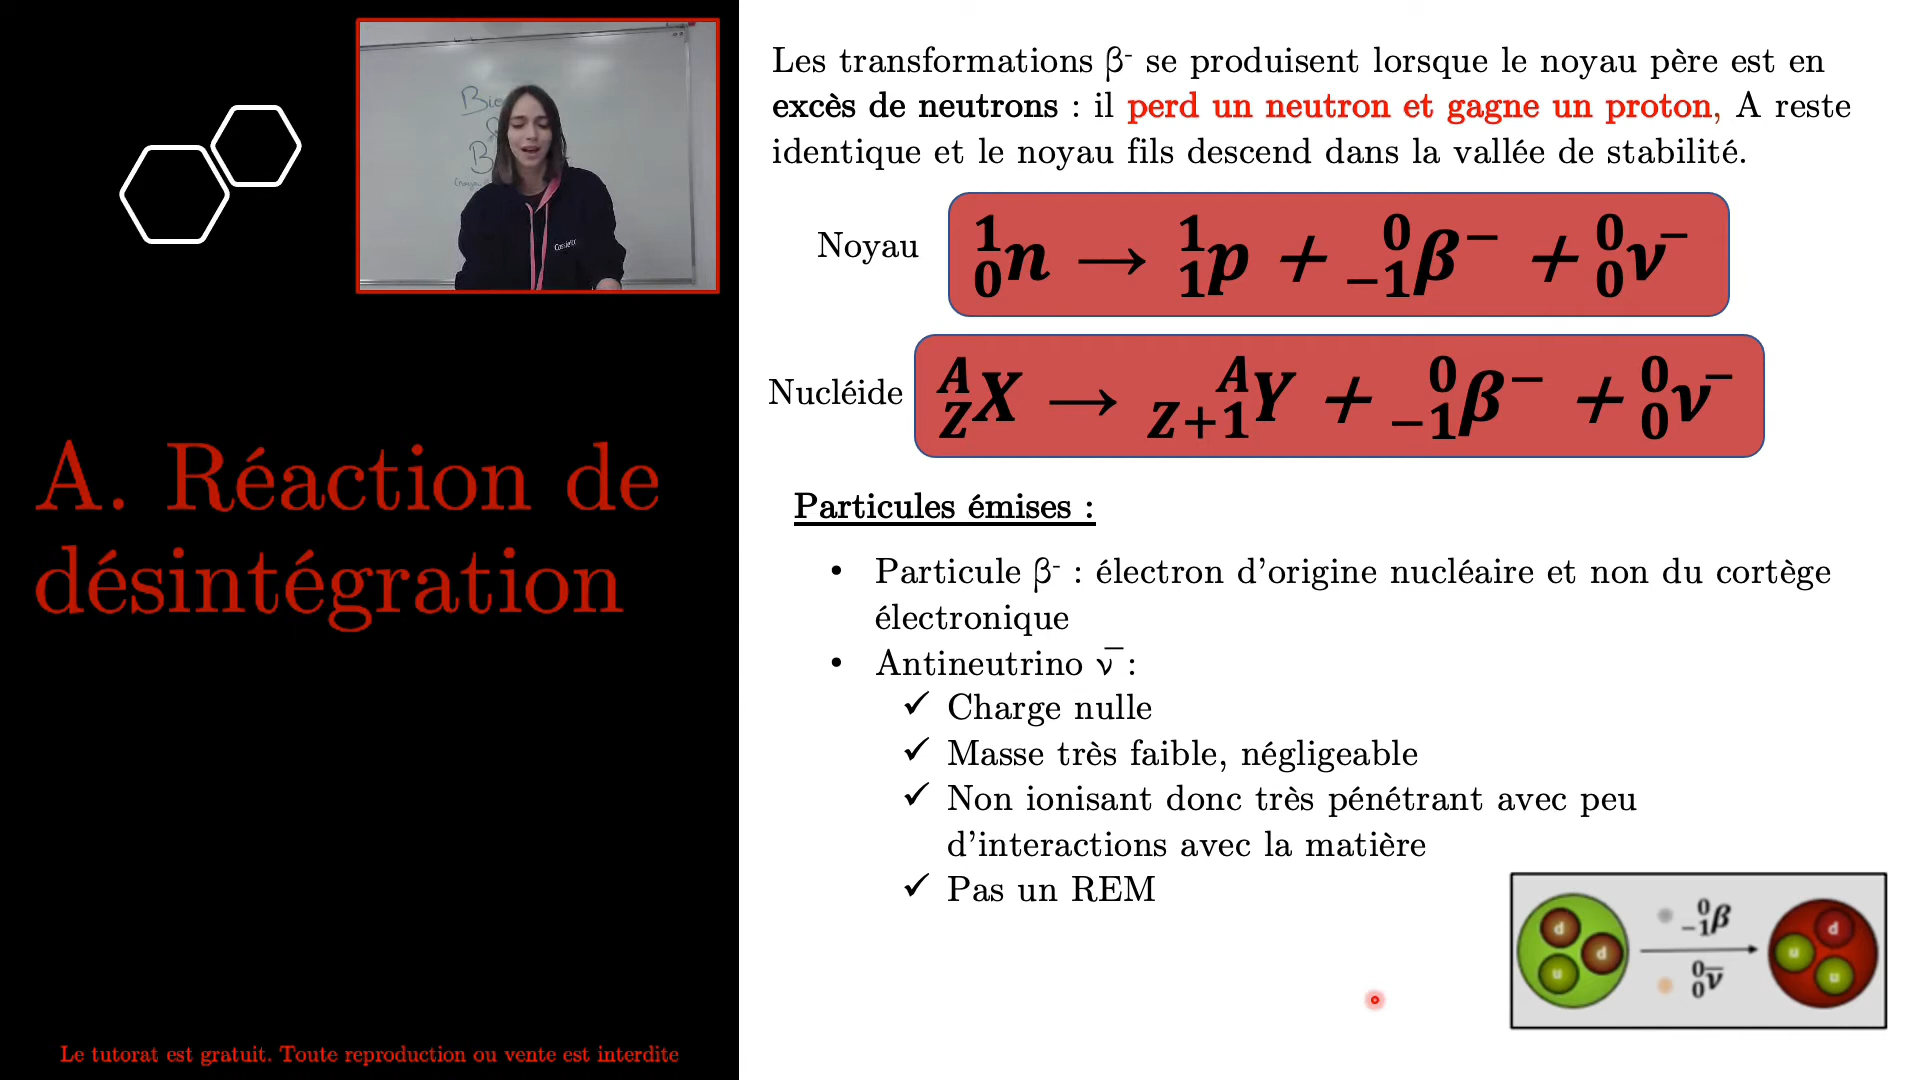 Les transformations β⁻ se produisent lorsque le noyau père est en
excès de neutrons : il perd un neutron et gagne un proton, A reste
identique et le noyau fils descend dans la vallée de stabilité.
Noyau
¹₀n → ¹₁p + ⁰₋₁β⁻ + ⁰₀ν⁻
Nucléide
ᴬ_Z X → ᴬ_Z+1 Y + ⁰₋₁β⁻ + ⁰₀ν⁻
A. Réaction de
désintégration
Particules émises :
• Particule β⁻ : électron d'origine nucléaire et non du cortège
électronique
• Antineutrino ν⁻ :
✓ Charge nulle
✓ Masse très faible, négligeable
✓ Non ionisant donc très pénétrant avec peu
d'interactions avec la matière
✓ Pas un REM
d d u
⁰₋₁β
⁰₀ν̅
d u u
Le tutorat est gratuit. Toute reproduction ou vente est interdite